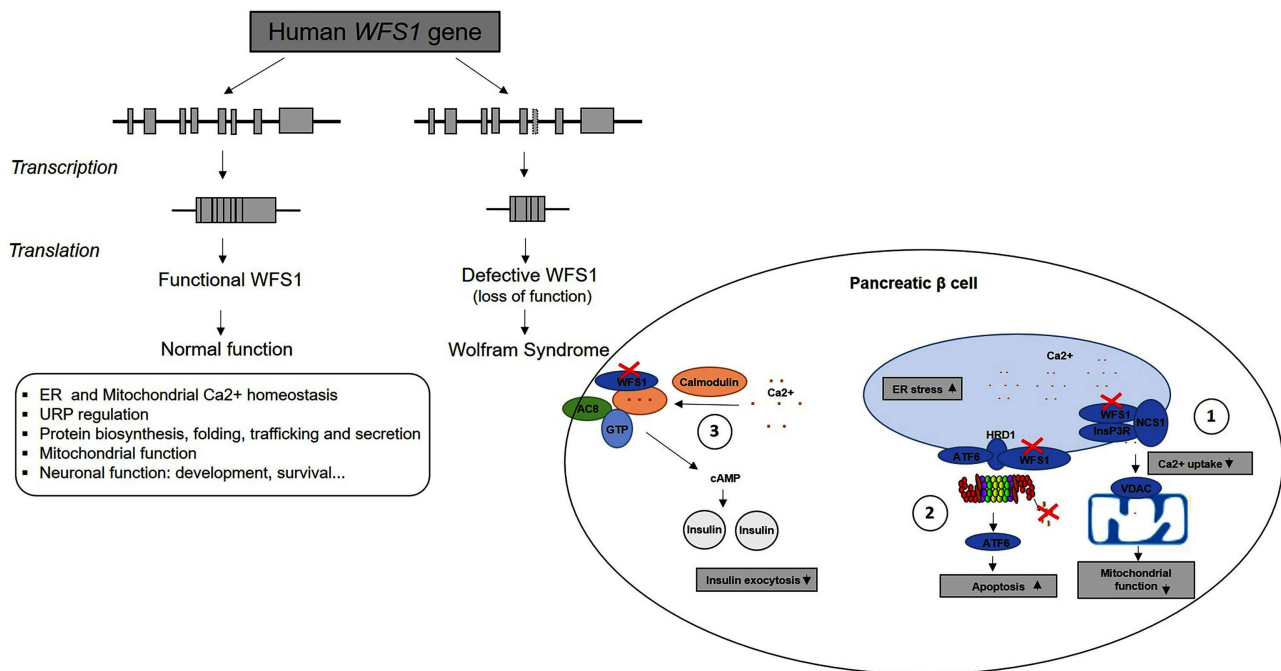 Human WFS1 gene
Transcription
Translation
Functional WFS1
Normal function
▪ ER and Mitochondrial Ca2+ homeostasis
▪ URP regulation
▪ Protein biosynthesis, folding, trafficking and secretion
▪ Mitochondrial function
▪ Neuronal function: development, survival...
Defective WFS1
(loss of function)
Wolfram Syndrome
Pancreatic β cell
WFS1
Calmodulin
Ca2+
AC8
GTP
3
cAMP
Insulin
Insulin
Insulin exocytosis
Ca2+
ER stress
WFS1
InsP3R
NCS1
1
HRD1
ATF6
WFS1
Ca2+ uptake
VDAC
2
ATF6
Apoptosis
Mitochondrial
function